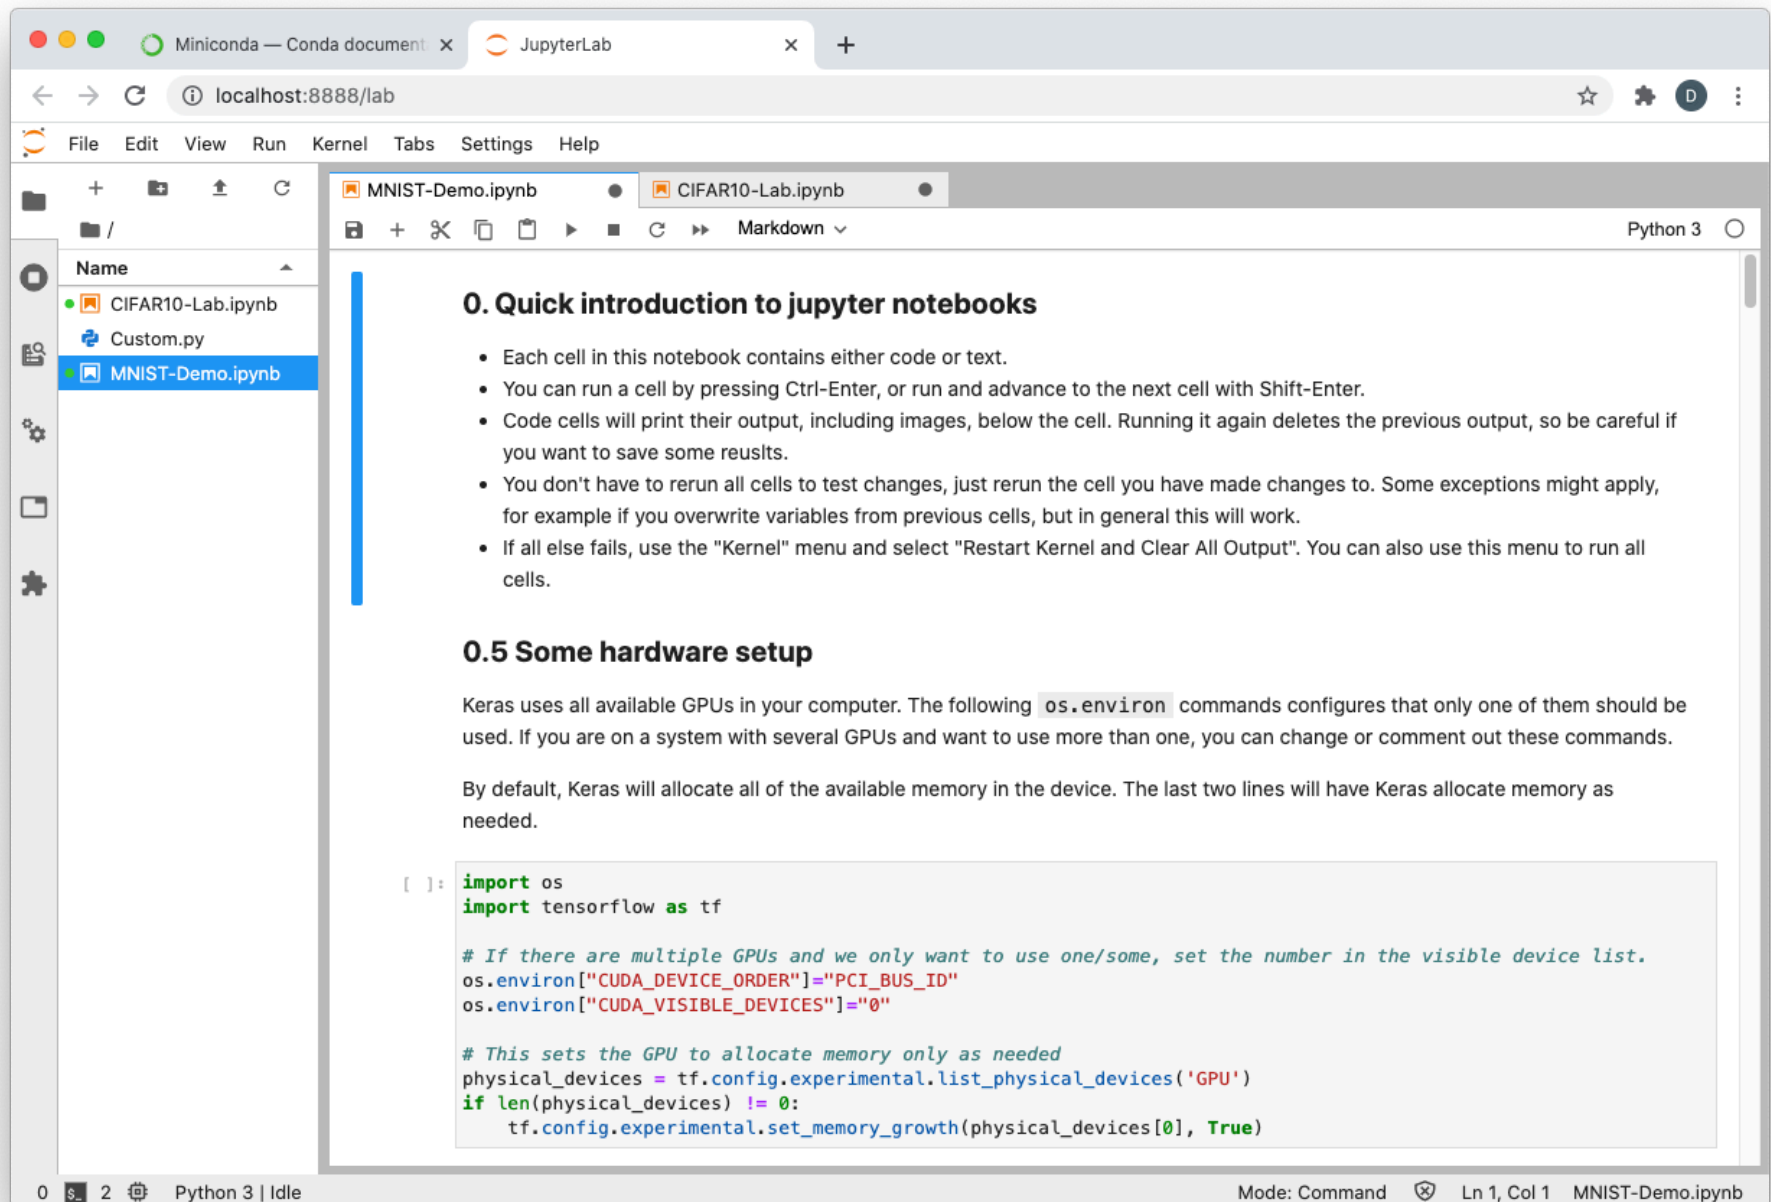 Miniconda — Conda document
JupyterLab
localhost:8888/lab
D
File Edit View Run Kernel Tabs Settings Help
MNIST-Demo.ipynb
CIFAR10-Lab.ipynb
/
Markdown
Python 3
Name
CIFAR10-Lab.ipynb
Custom.py
MNIST-Demo.ipynb
0. Quick introduction to jupyter notebooks
• Each cell in this notebook contains either code or text.
• You can run a cell by pressing Ctrl-Enter, or run and advance to the next cell with Shift-Enter.
• Code cells will print their output, including images, below the cell. Running it again deletes the previous output, so be careful if
you want to save some reuslts.
• You don't have to rerun all cells to test changes, just rerun the cell you have made changes to. Some exceptions might apply,
for example if you overwrite variables from previous cells, but in general this will work.
• If all else fails, use the "Kernel" menu and select "Restart Kernel and Clear All Output". You can also use this menu to run all
cells.
0.5 Some hardware setup
Keras uses all available GPUs in your computer. The following os.environ commands configures that only one of them should be
used. If you are on a system with several GPUs and want to use more than one, you can change or comment out these commands.
By default, Keras will allocate all of the available memory in the device. The last two lines will have Keras allocate memory as
needed.
[ ]: import os
import tensorflow as tf
# If there are multiple GPUs and we only want to use one/some, set the number in the visible device list.
os.environ["CUDA_DEVICE_ORDER"]="PCI_BUS_ID"
os.environ["CUDA_VISIBLE_DEVICES"]="0"
# This sets the GPU to allocate memory only as needed
physical_devices = tf.config.experimental.list_physical_devices('GPU')
if len(physical_devices) != 0:
    tf.config.experimental.set_memory_growth(physical_devices[0], True)
0 $_ 2 Python 3 | Idle
Mode: Command Ln 1, Col 1 MNIST-Demo.ipynb